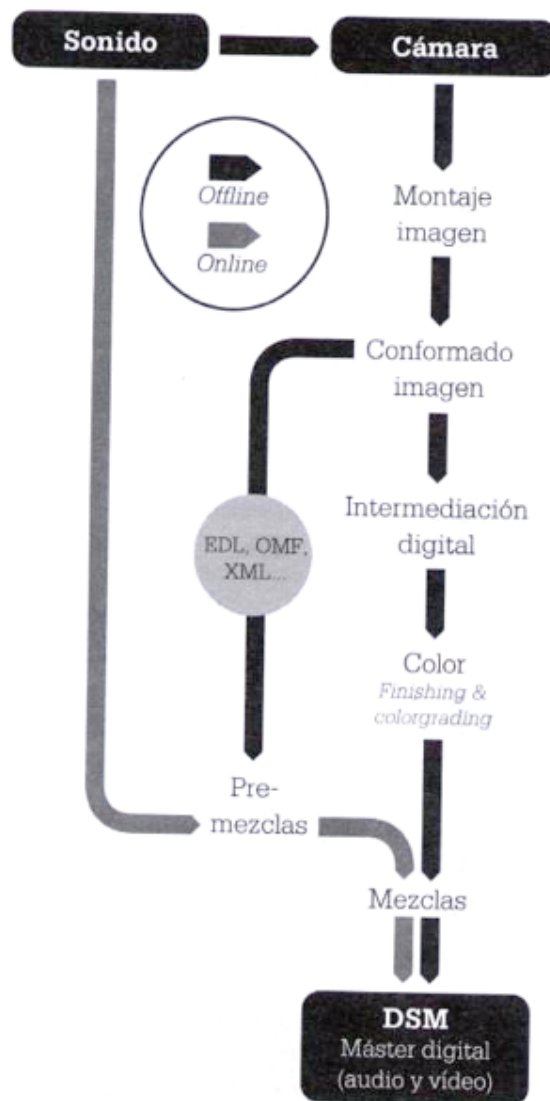 Sonido
Cámara
Offline
Online
Montaje
imagen
Conformado
imagen
EDL, OMF,
XML...
Intermediación
digital
Color
Finishing &
colorgrading
Pre-
mezclas
Mezclas
DSM
Máster digital
(audio y vídeo)